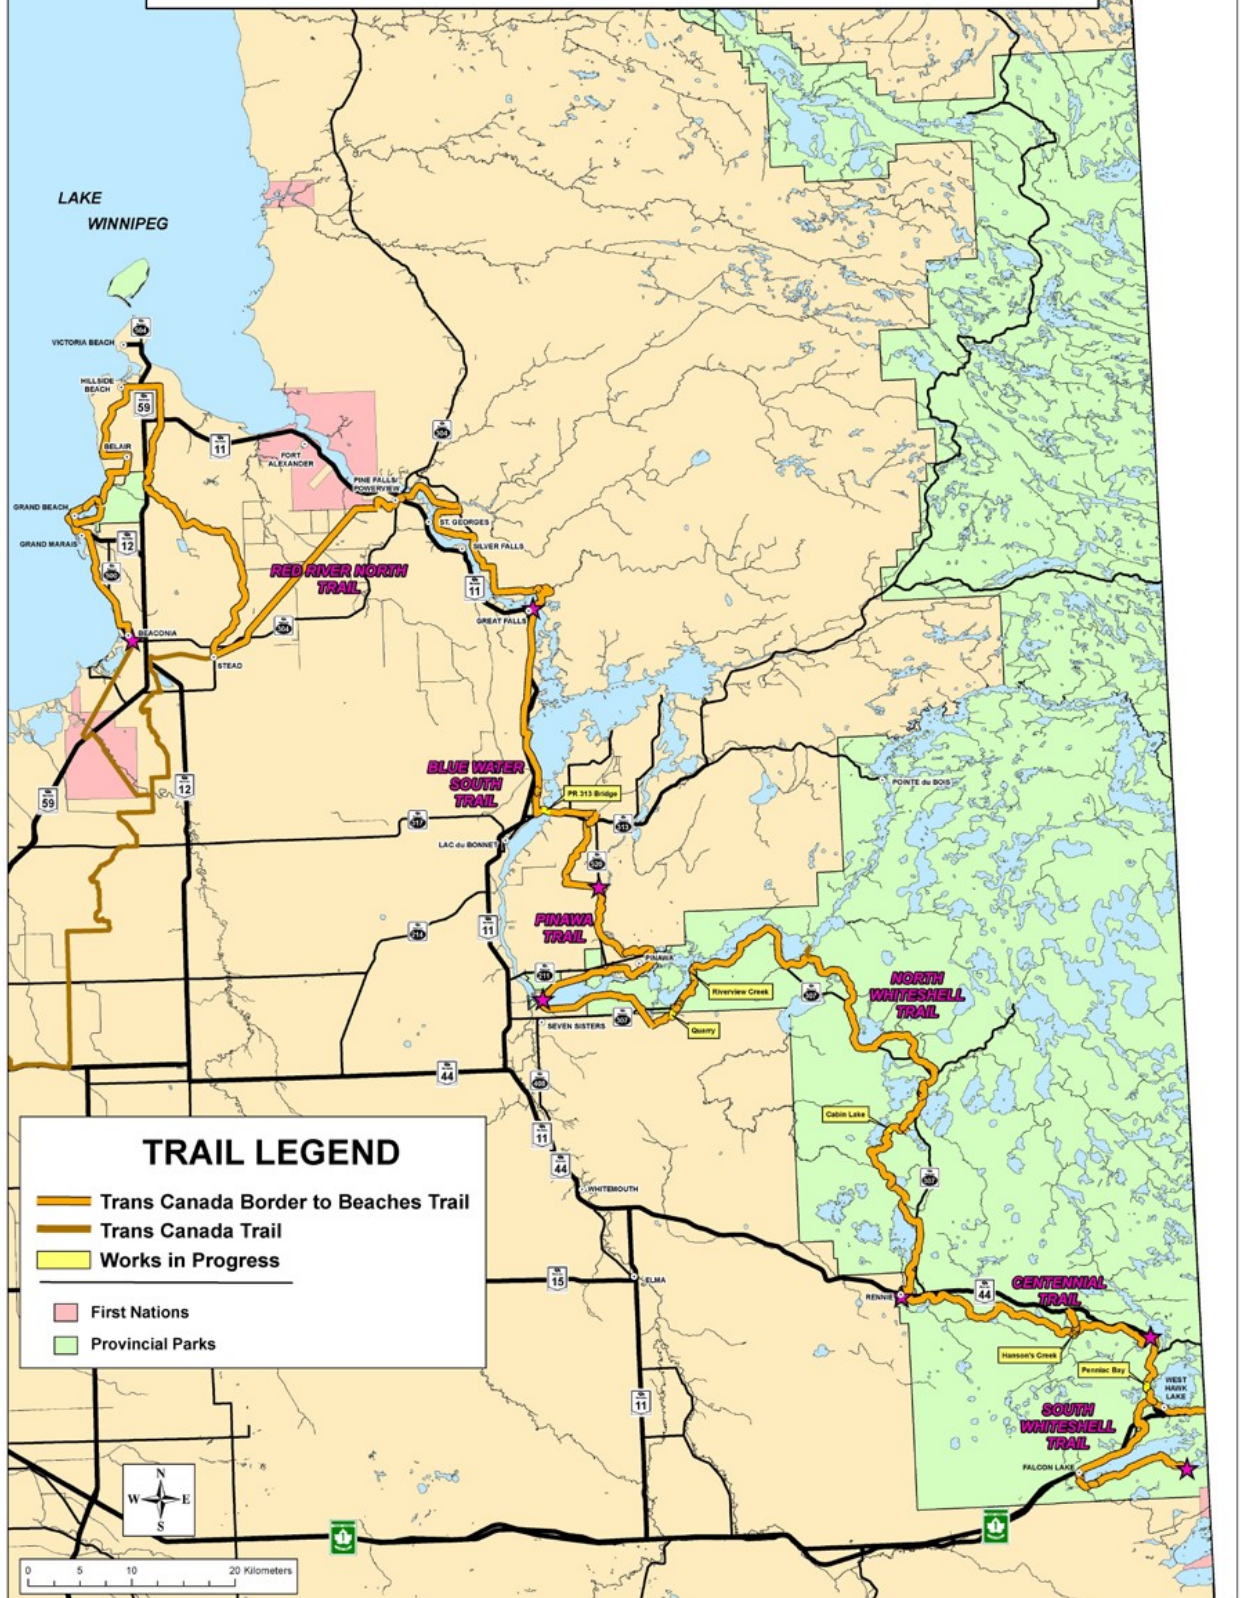 LAKE
WINNIPEG
304
VICTORIA BEACH
HILLSIDE
BEACH
59
BELAIR
11
FORT
ALEXANDER
304
PINE FALLS/
POWERVIEW
GRAND BEACH
GRAND MARAIS
12
500
ST. GEORGES
SILVER FALLS
11
RED RIVER NORTH
TRAIL
GREAT FALLS
304
BEACONIA
STEAD
BLUE WATER
SOUTH
TRAIL
PR 313 Bridge
POINTE du BOIS
59
12
317
313
LAC du BONNET
520
PINAWA
TRAIL
11
214
PINAWA
211
Riverview Creek
307
NORTH
WHITESHELL
TRAIL
SEVEN SISTERS
307
Quarry
44
408
Cabin Lake
11
44
307
WHITEMOUTH
TRAIL LEGEND
Trans Canada Border to Beaches Trail
Trans Canada Trail
Works in Progress
First Nations
Provincial Parks
15
ELMA
RENNIE
44
CENTENNIAL
TRAIL
Hanson's Creek
Penniac Bay
WEST
HAWK
LAKE
11
SOUTH
WHITESHELL
TRAIL
FALCON LAKE
N
W E
S
1
1
0 5 10 20 Kilometers